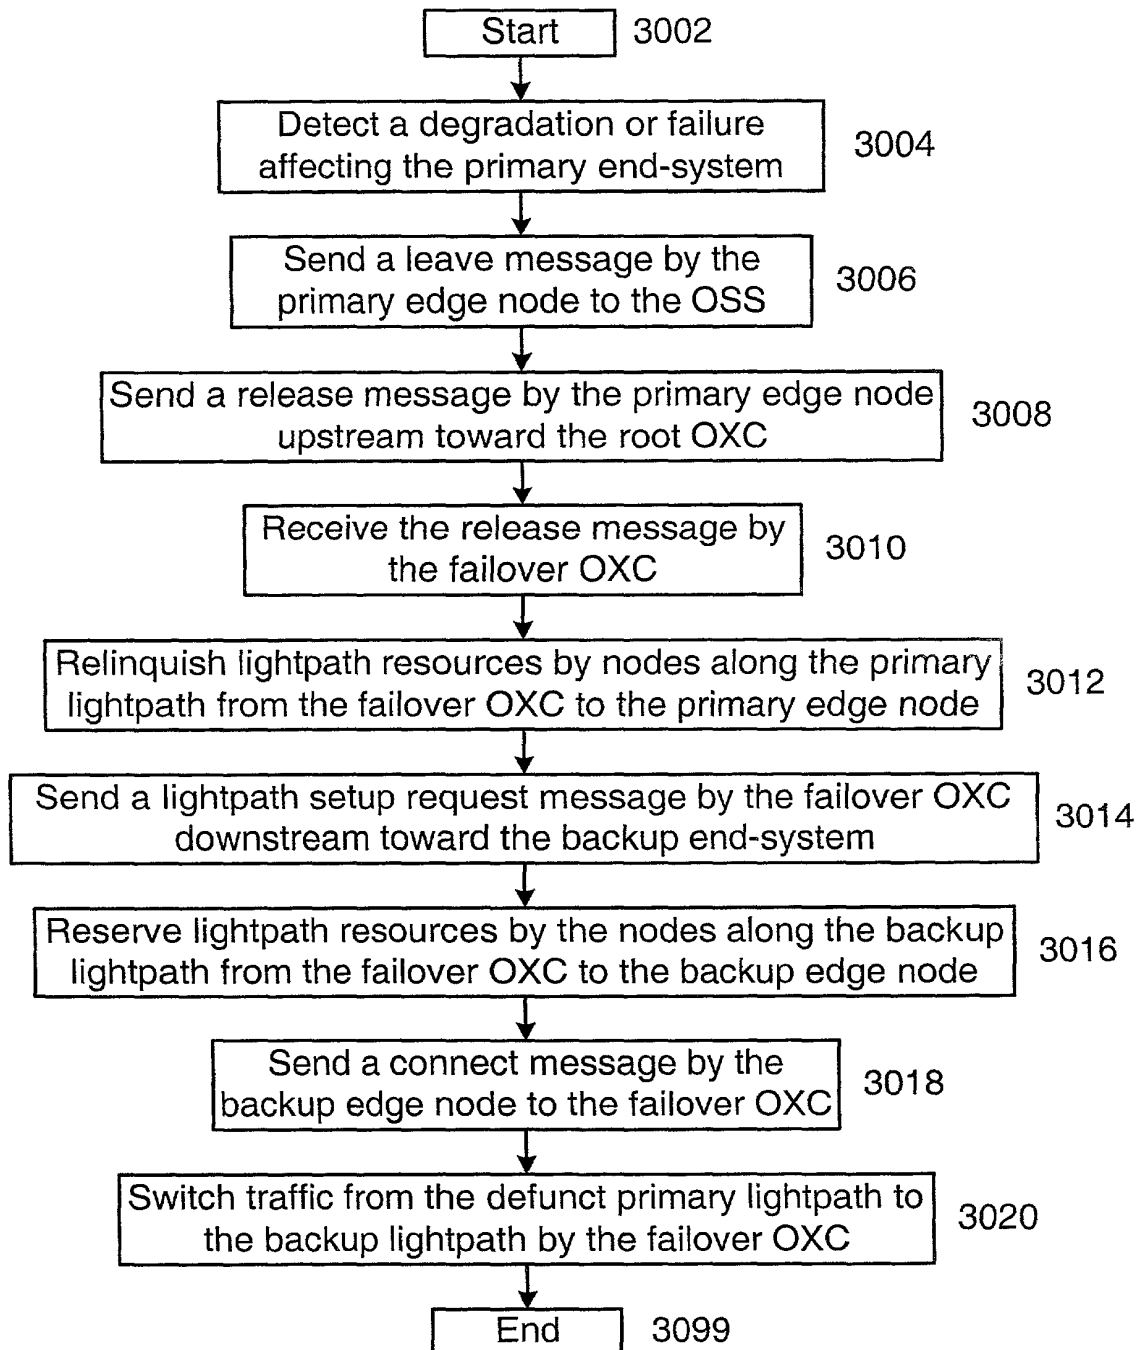 Start 3002
Detect a degradation or failure
affecting the primary end-system
3004
Send a leave message by the
primary edge node to the OSS
3006
Send a release message by the primary edge node
upstream toward the root OXC
3008
Receive the release message by
the failover OXC
3010
Relinquish lightpath resources by nodes along the primary
lightpath from the failover OXC to the primary edge node
3012
Send a lightpath setup request message by the failover OXC
downstream toward the backup end-system
3014
Reserve lightpath resources by the nodes along the backup
lightpath from the failover OXC to the backup edge node
3016
Send a connect message by the
backup edge node to the failover OXC
3018
Switch traffic from the defunct primary lightpath to
the backup lightpath by the failover OXC
3020
End 3099